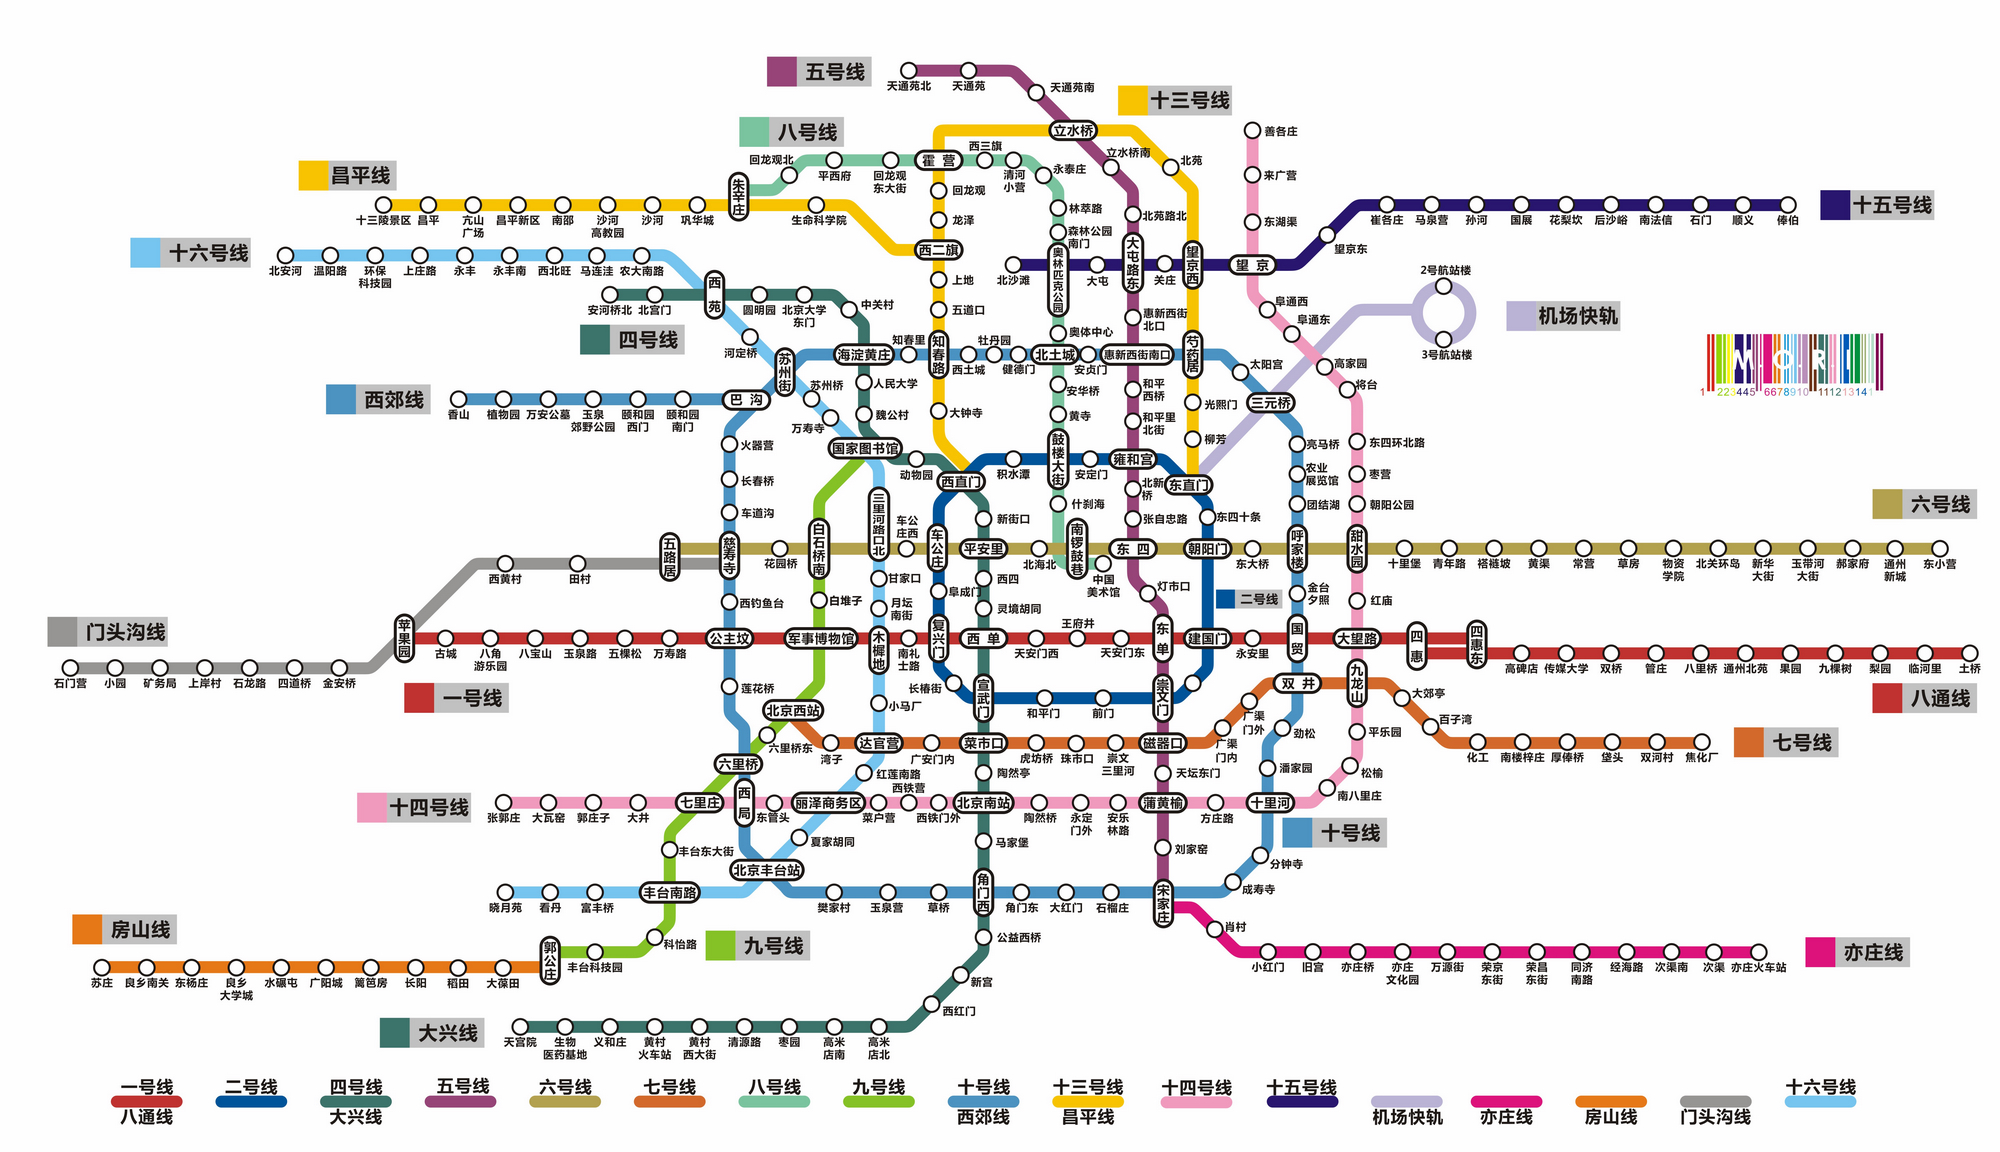 五号线
天通苑北
天通苑
天通苑南
十三号线
八号线
立水桥
善各庄
回龙观北
平西府
回龙观
东大街
霍营
西三旗
清河
小营
永泰庄
立水桥南
北苑
来广营
昌平线
朱辛庄
十三陵景区
昌平
亢山
广场
昌平新区
南邵
沙河
高教园
沙河
巩华城
生命科学院
回龙观
龙泽
林萃路
森林公园
南门
北苑路北
东湖渠
望京东
崔各庄
马泉营
孙河
国展
花梨坎
后沙峪
南法信
石门
顺义
俸伯
十五号线
十六号线
北安河
温阳路
环保
科技园
上庄路
永丰
永丰南
西北旺
马连洼
农大南路
西苑
西二旗
上地
五道口
奥林匹克公园
大屯路东
望京西
望京
北沙滩
大屯
关庄
2号航站楼
3号航站楼
机场快轨
安河桥北
北宫门
圆明园
北京大学
东门
中关村
四号线
河定桥
奥体中心
惠新西街
北口
阜通西
阜通东
苏州街
海淀黄庄
知春里
知春路
西土城
牡丹园
健德门
北土城
安贞门
惠新西街南口
芍药居
太阳宫
高家园
将台
西郊线
香山
植物园
万安公墓
玉泉
郊野公园
颐和园
西门
颐和园
南门
巴沟
苏州桥
万寿寺
人民大学
魏公村
大钟寺
安华桥
黄寺
和平
西桥
和平里
北街
光熙门
柳芳
三元桥
火器营
长春桥
车道沟
国家图书馆
动物园
西直门
积水潭
鼓楼大街
安定门
雍和宫
东直门
亮马桥
农业
展览馆
团结湖
东四环北路
枣营
朝阳公园
六号线
三里河路口北
车公
庄西
新街口
什刹海
北新
桥
张自忠路
东四十条
五路居
慈寿寺
花园桥
白石桥南
车公庄
平安里
北海北
南锣鼓巷
中国
美术馆
东四
朝阳门
东大桥
呼家楼
甜水园
十里堡
青年路
褡裢坡
黄渠
常营
草房
物资
学院
北关环岛
新华
大街
玉带河
大街
郝家府
通州
新城
东小营
西黄村
田村
西钓鱼台
白堆子
甘家口
月坛
南街
阜成门
西四
灵境胡同
灯市口
二号线
金台
夕照
红庙
门头沟线
石门营
小园
矿务局
上岸村
石龙路
四道桥
金安桥
苹果园
古城
八角
游乐园
八宝山
玉泉路
五棵松
万寿路
公主坟
军事博物馆
木樨地
南礼
士路
复兴门
西单
天安门西
王府井
天安门东
东单
建国门
永安里
国贸
大望路
四惠
四惠东
高碑店
传媒大学
双桥
管庄
八里桥
通州北苑
果园
九棵树
梨园
临河里
土桥
一号线
八通线
莲花桥
小马厂
长椿街
宣武门
和平门
前门
崇文门
双井
九龙山
大郊亭
百子湾
北京西站
六里桥东
湾子
达官营
广安门内
菜市口
虎坊桥
珠市口
崇文
三里河
磁器口
广渠
门内
广渠
门外
劲松
平乐园
化工
南楼梓庄
厚俸桥
垡头
双河村
焦化厂
七号线
六里桥
红莲南路
陶然亭
天坛东门
潘家园
松榆
南八里庄
十四号线
张郭庄
大瓦窑
郭庄子
大井
七里庄
西局
东管头
丽泽商务区
菜户营
西铁营
西铁门外
北京南站
陶然桥
永定
门外
安乐
林路
蒲黄榆
方庄路
十里河
十号线
丰台东大街
夏家胡同
马家堡
刘家窑
分钟寺
成寿寺
北京丰台站
晓月苑
看丹
富丰桥
丰台南路
樊家村
玉泉营
草桥
角门西
角门东
大红门
石榴庄
宋家庄
肖村
小红门
旧宫
亦庄桥
亦庄
文化园
万源街
荣京
东街
荣昌
东街
同济
南路
经海路
次渠南
次渠
亦庄火车站
亦庄线
房山线
九号线
科怡路
丰台科技园
郭公庄
苏庄
良乡南关
东杨庄
良乡
大学城
水碾屯
广阳城
篱笆房
长阳
稻田
大葆田
公益西桥
新宫
西红门
大兴线
天宫院
生物
医药基地
义和庄
黄村
火车站
黄村
西大街
清源路
枣园
高米
店南
高米
店北
一号线
八通线
二号线
四号线
大兴线
五号线
六号线
七号线
八号线
九号线
十号线
西郊线
十三号线
昌平线
十四号线
十五号线
机场快轨
亦庄线
房山线
门头沟线
十六号线